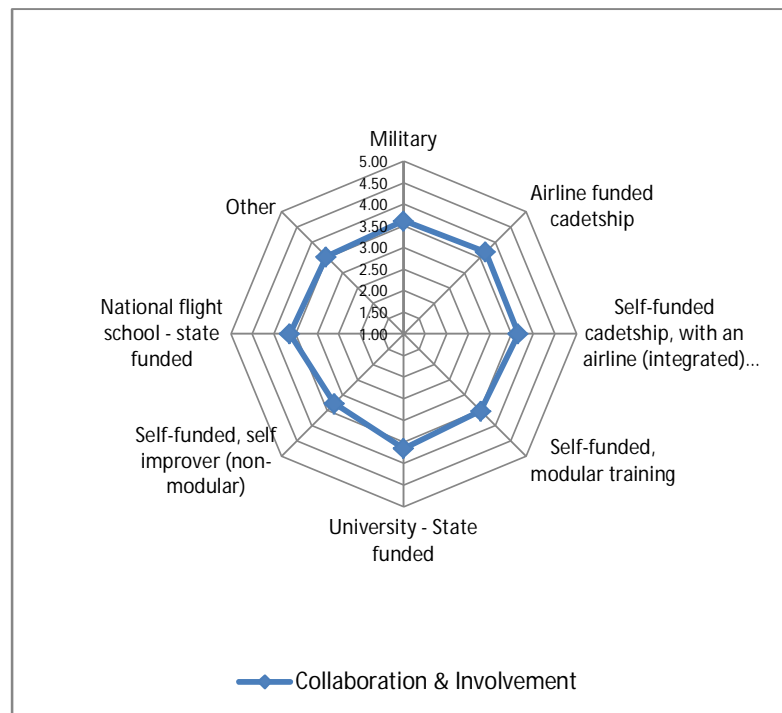 Military
5.00
4.50
4.00
3.50
3.00
2.50
2.00
1.50
1.00
Airline funded
cadetship
Self-funded
cadetship, with an
airline (integrated)...
Self-funded,
modular training
University - State
funded
Self-funded, self
improver (non-
modular)
National flight
school - state
funded
Other
Collaboration & Involvement